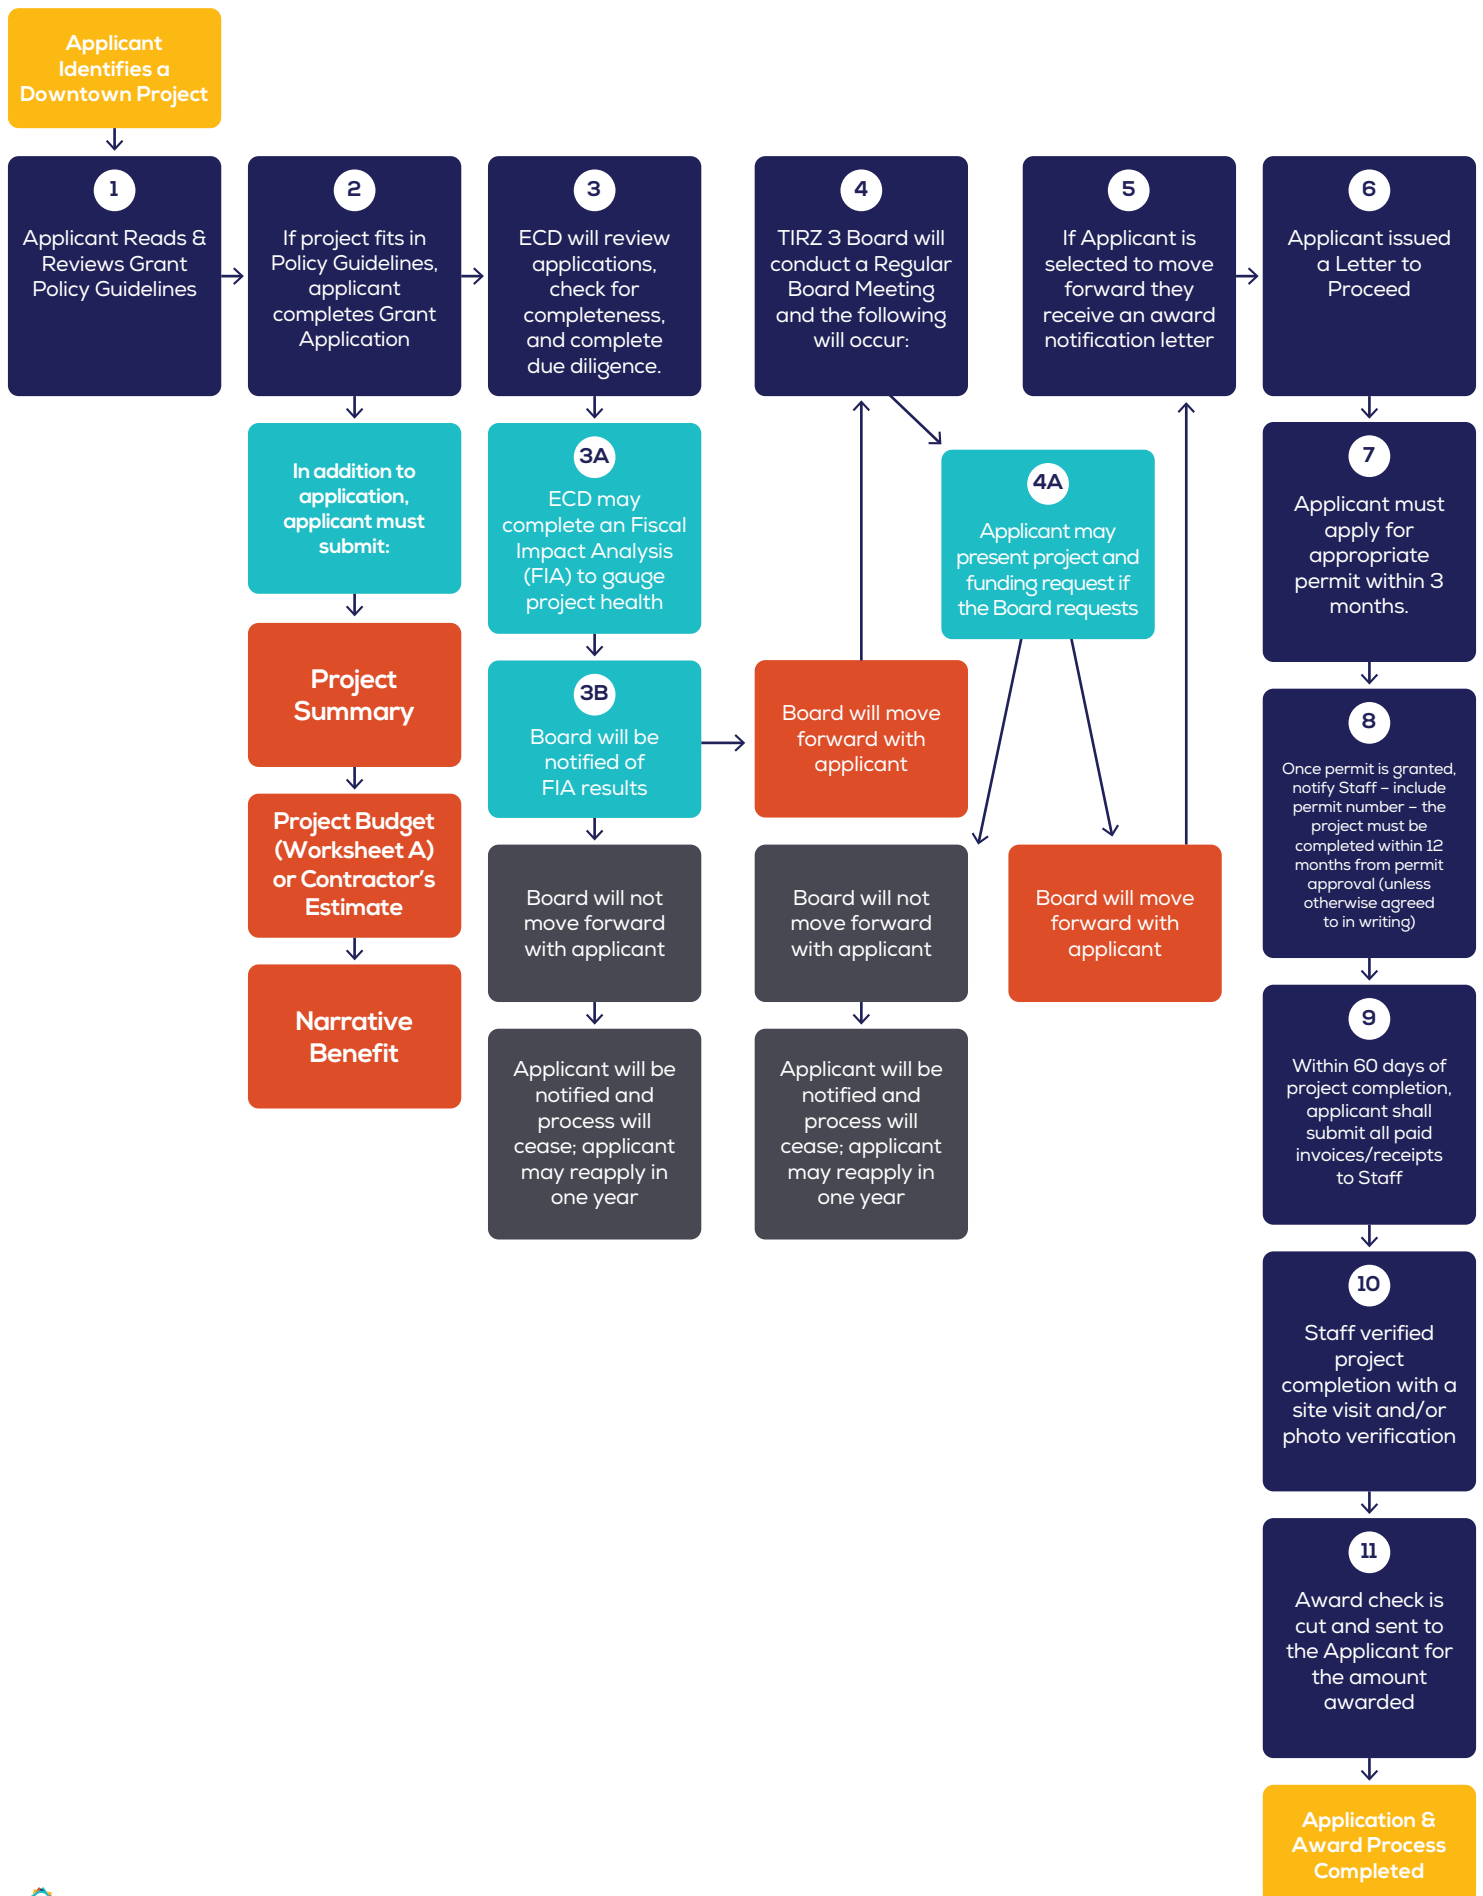 Applicant
Identifies a
Downtown Project
1
Applicant Reads &
Reviews Grant
Policy Guidelines
2
If project fits in
Policy Guidelines,
applicant
completes Grant
Application
In addition to
application,
applicant must
submit:
Project
Summary
Project Budget
(Worksheet A)
or Contractor's
Estimate
Narrative
Benefit
3
ECD will review
applications,
check for
completeness,
and complete
due diligence.
3A
ECD may
complete an Fiscal
Impact Analysis
(FIA) to gauge
project health
3B
Board will be
notified of
FIA results
Board will not
move forward
with applicant
Applicant will be
notified and
process will
cease; applicant
may reapply in
one year
4
TIRZ 3 Board will
conduct a Regular
Board Meeting
and the following
will occur:
Board will move
forward with
applicant
4A
Applicant may
present project and
funding request if
the Board requests
Board will not
move forward
with applicant
Applicant will be
notified and
process will
cease; applicant
may reapply in
one year
Board will move
forward with
applicant
5
If Applicant is
selected to move
forward they
receive an award
notification letter
6
Applicant issued
a Letter to
Proceed
7
Applicant must
apply for
appropriate
permit within 3
months.
8
Once permit is granted,
notify Staff – include
permit number – the
project must be
completed within 12
months from permit
approval (unless
otherwise agreed
to in writing)
9
Within 60 days of
project completion,
applicant shall
submit all paid
invoices/receipts
to Staff
10
Staff verified
project
completion with a
site visit and/or
photo verification
11
Award check is
cut and sent to
the Applicant for
the amount
awarded
Application &
Award Process
Completed